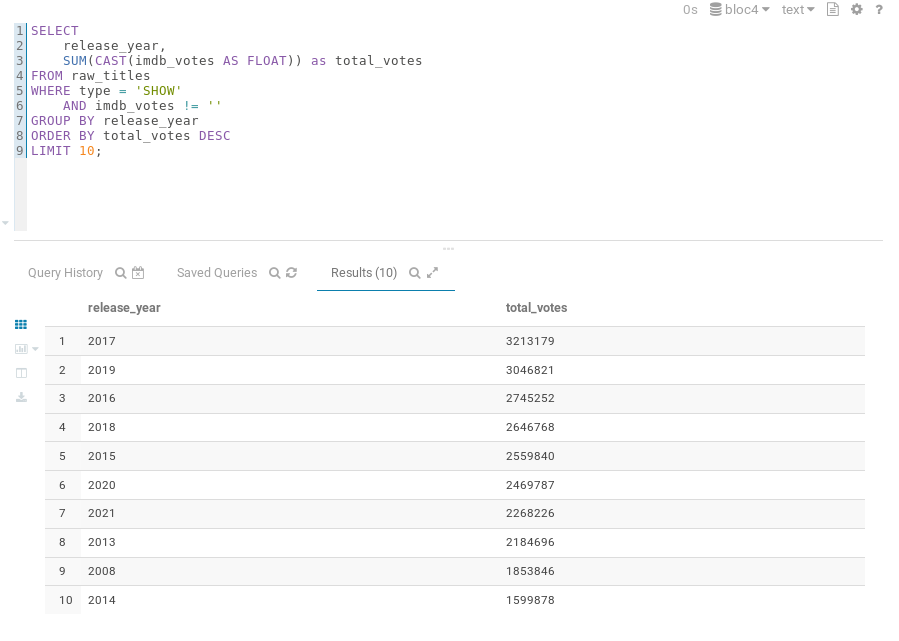 0s bloc4 text ?
1 SELECT
2 release_year,
3 SUM(CAST(imdb_votes AS FLOAT)) as total_votes
4 FROM raw_titles
5 WHERE type = 'SHOW'
6 AND imdb_votes != ''
7 GROUP BY release_year
8 ORDER BY total_votes DESC
9 LIMIT 10;
Query History Saved Queries Results (10)
release_year total_votes
1 2017 3213179
2 2019 3046821
3 2016 2745252
4 2018 2646768
5 2015 2559840
6 2020 2469787
7 2021 2268226
8 2013 2184696
9 2008 1853846
10 2014 1599878